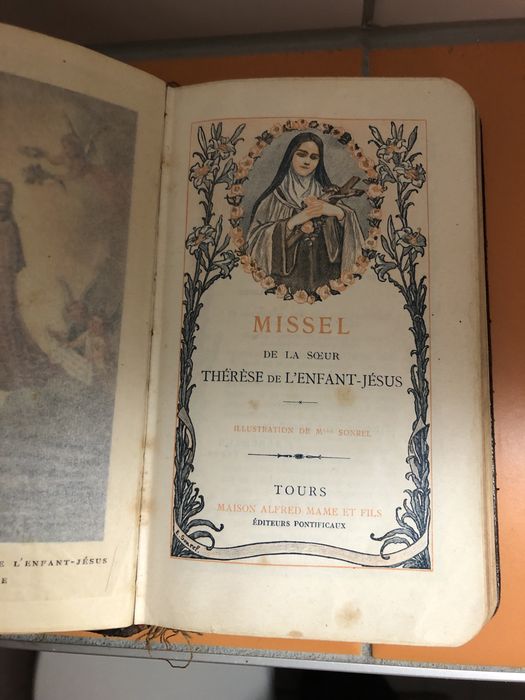 MISSEL
DE LA SŒUR
THÉRÈSE DE L'ENFANT-JÉSUS
ILLUSTRATION DE Mlle SONREL
TOURS
MAISON ALFRED MAME ET FILS
ÉDITEURS PONTIFICAUX
E. Sonrel
E L'ENFANT-JÉSUS
E